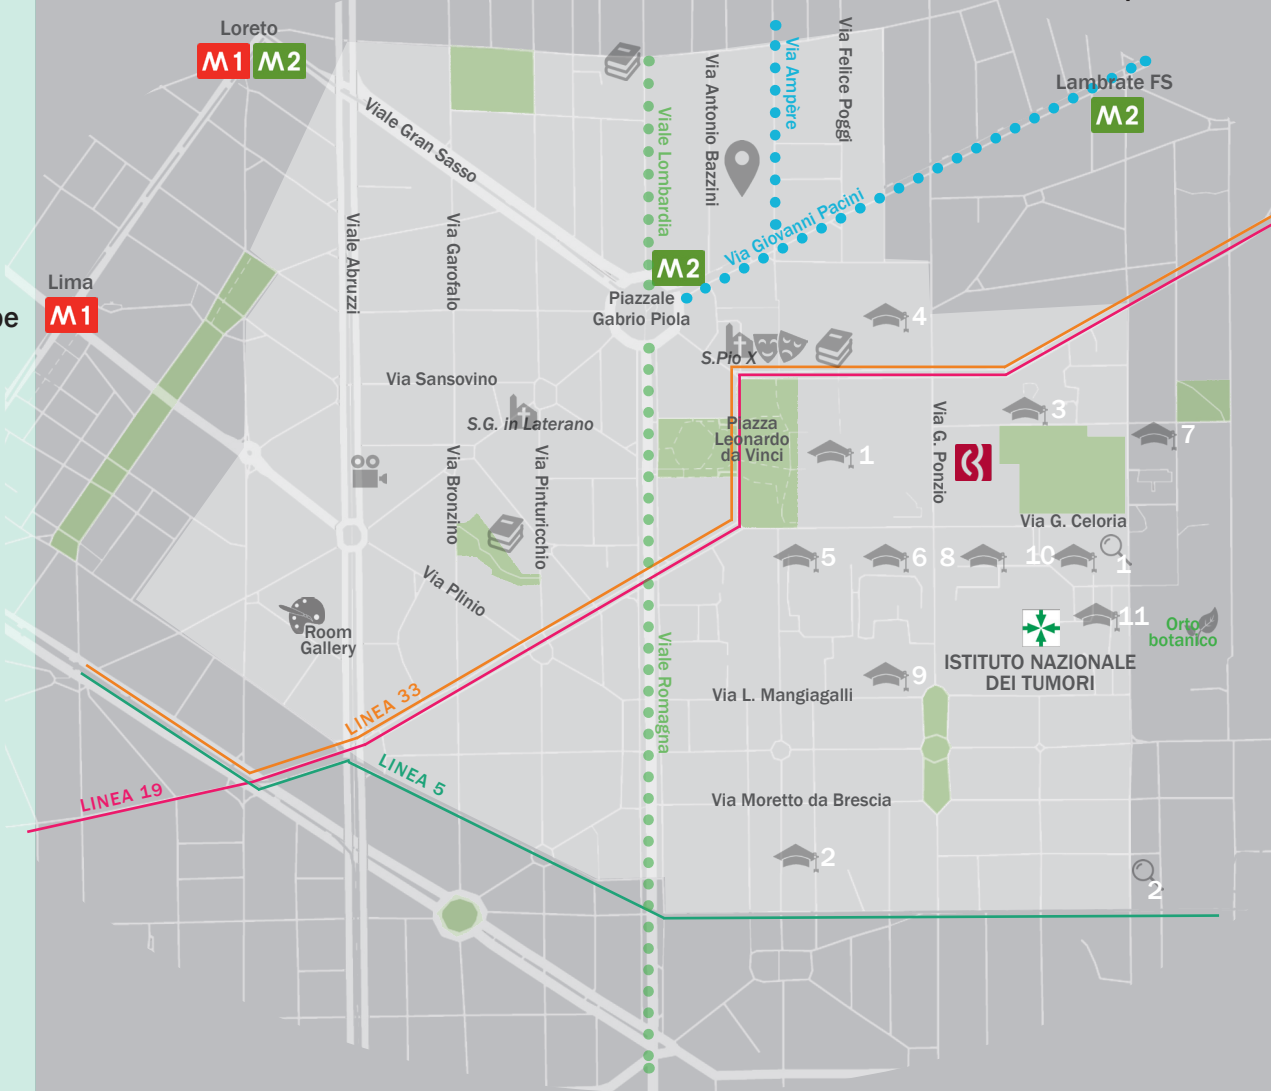 Loreto
M1 M2
Viale Gran Sasso
Viale Lombardia
Via Antonio Bazzini
Via Ampère
Via Felice Poggi
Lambrate FS
M2
Via Giovanni Pacini
Viale Abruzzi
Via Garofalo
Lima
M1
M2
Piazzale
Gabrio Piola
4
S.Pio X
Via Sansovino
S.G. in Laterano
Piazza
Leonardo
da Vinci
1
Via G. Ponzio
3
7
Via Bronzino
Via Pinturicchio
Via G. Celoria
5
6
8
10
1
Via Plinio
11
Orto
botanico
Room
Gallery
ISTITUTO NAZIONALE
DEI TUMORI
9
Via L. Mangiagalli
Viale Romagna
LINEA 33
LINEA 5
LINEA 19
Via Moretto da Brescia
2
2